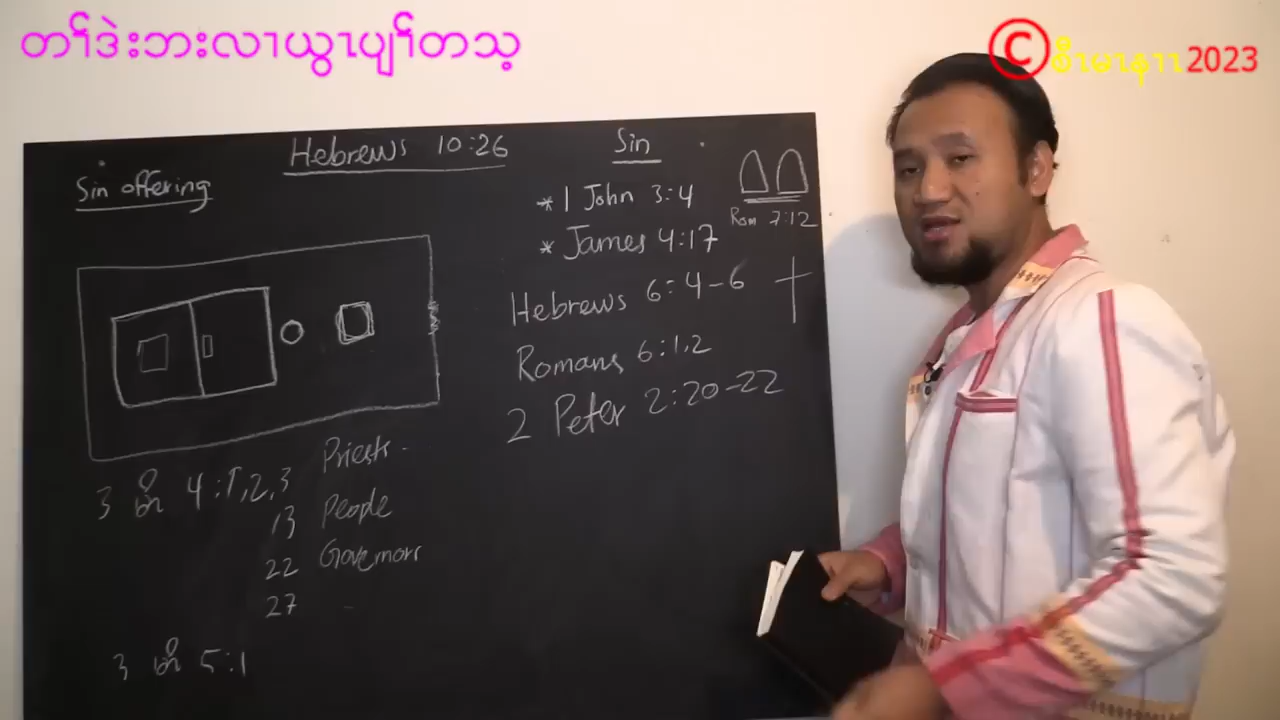 တၢ်ဒဲးဘးလၢယွၤပျၢ်တသ့
© စီၤမၤနၢၤ 2023
Hebrews 10:26
Sin offering
Sin
* 1 John 3:4
* James 4:17
Rom 7:12
Hebrews 6:4-6
Romans 6:1,2
2 Peter 2:20-22
3 မိၤ 4:1,2,3 Priests
13 People
22 Governors
27
3 မိၤ 5:1